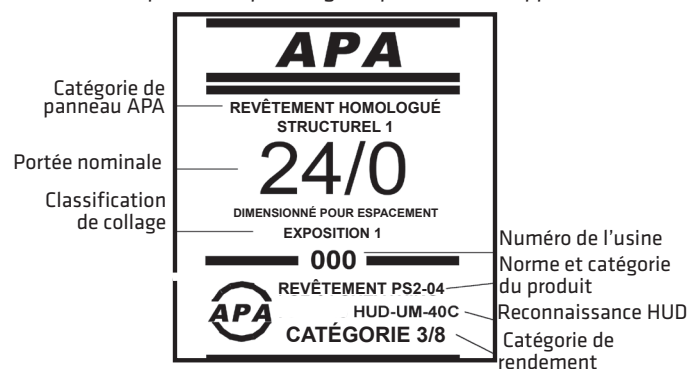 APA
Catégorie de
panneau APA
REVÊTEMENT HOMOLOGUÉ
STRUCTUREL 1
Portée nominale
24/0
Classification
de collage
DIMENSIONNÉ POUR ESPACEMENT
EXPOSITION 1
000
Numéro de l'usine
REVÊTEMENT PS2-04
Norme et catégorie
du produit
APA
HUD-UM-40C
Reconnaissance HUD
CATÉGORIE 3/8
Catégorie de
rendement